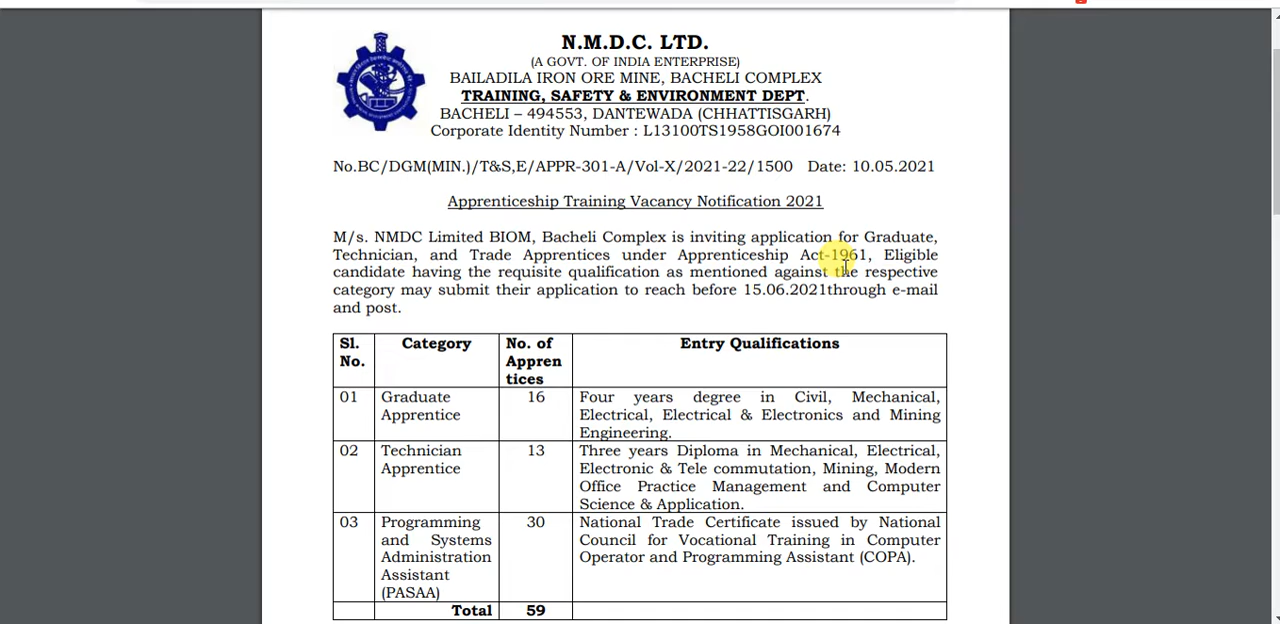 N.M.D.C. LTD.
(A GOVT. OF INDIA ENTERPRISE)
BAILADILA IRON ORE MINE, BACHELI COMPLEX
TRAINING, SAFETY & ENVIRONMENT DEPT.
BACHELI – 494553, DANTEWADA (CHHATTISGARH)
Corporate Identity Number : L13100TS1958GOI001674
No.BC/DGM(MIN.)/T&S,E/APPR-301-A/Vol-X/2021-22/1500 Date: 10.05.2021
Apprenticeship Training Vacancy Notification 2021
M/s. NMDC Limited BIOM, Bacheli Complex is inviting application for Graduate,
Technician, and Trade Apprentices under Apprenticeship Act-1961, Eligible
candidate having the requisite qualification as mentioned against the respective
category may submit their application to reach before 15.06.2021through e-mail
and post.
Sl. No. Category No. of Appren tices Entry Qualifications
01 Graduate Apprentice 16 Four years degree in Civil, Mechanical,
Electrical, Electrical & Electronics and Mining
Engineering.
02 Technician Apprentice 13 Three years Diploma in Mechanical, Electrical,
Electronic & Tele commutation, Mining, Modern
Office Practice Management and Computer
Science & Application.
03 Programming and Systems Administration Assistant (PASAA) 30 National Trade Certificate issued by National
Council for Vocational Training in Computer
Operator and Programming Assistant (COPA).
Total 59